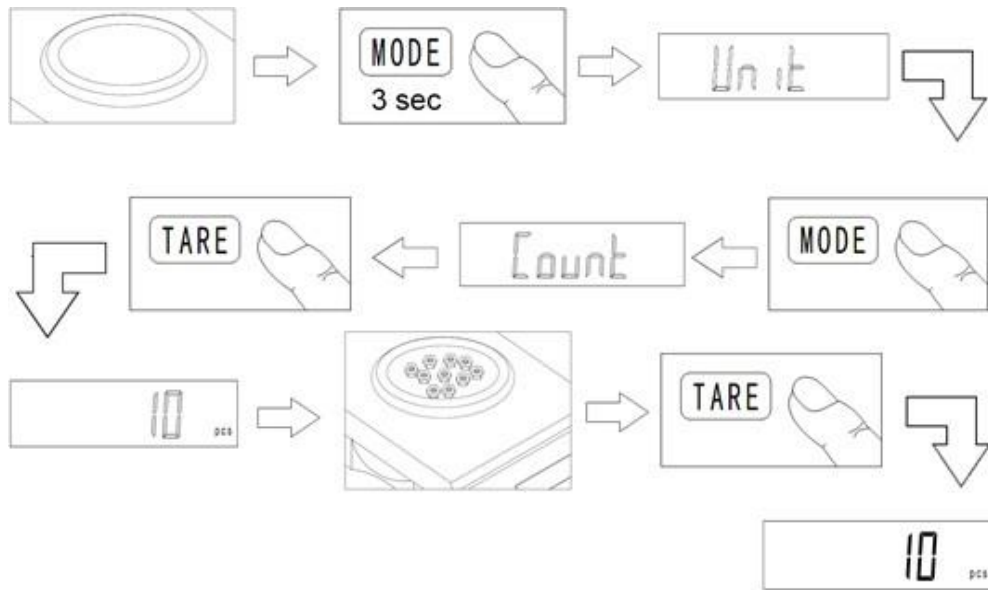 MODE
3 sec
Unit
MODE
Count
TARE
10 pcs
TARE
10 pcs